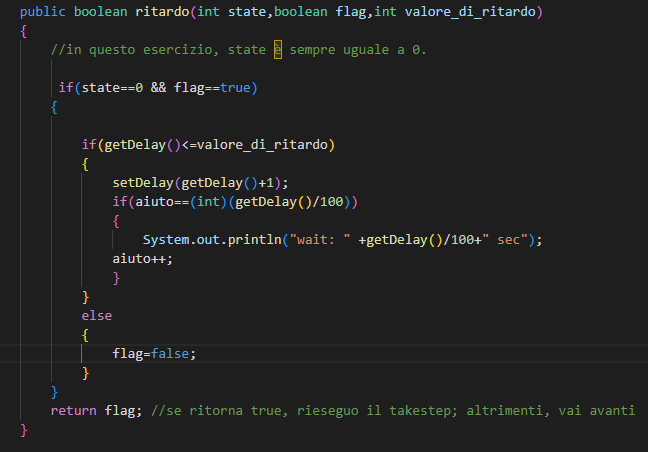 public boolean ritardo(int state,boolean flag,int valore_di_ritardo)
{
//in questo esercizio, state è sempre uguale a 0.
if(state==0 && flag==true)
{
if(getDelay()<=valore_di_ritardo)
{
setDelay(getDelay()+1);
if(aiuto==(int)(getDelay()/100))
{
System.out.println("wait: " +getDelay()/100+" sec");
aiuto++;
}
}
else
{
flag=false;
}
}
return flag; //se ritorna true, rieseguo il takestep; altrimenti, vai avanti
}